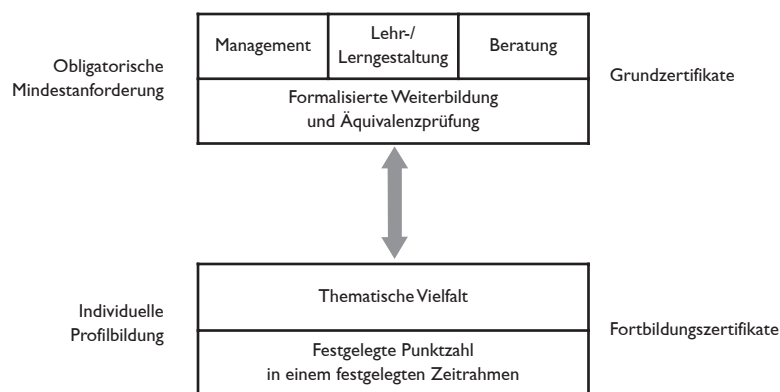 Obligatorische
Mindestanforderung
Management
Lehr-/
Lerngestaltung
Beratung
Formalisierte Weiterbildung
und Äquivalenzprüfung
Grundzertifikate
Individuelle
Profilbildung
Thematische Vielfalt
Festgelegte Punktzahl
in einem festgelegten Zeitrahmen
Fortbildungszertifikate